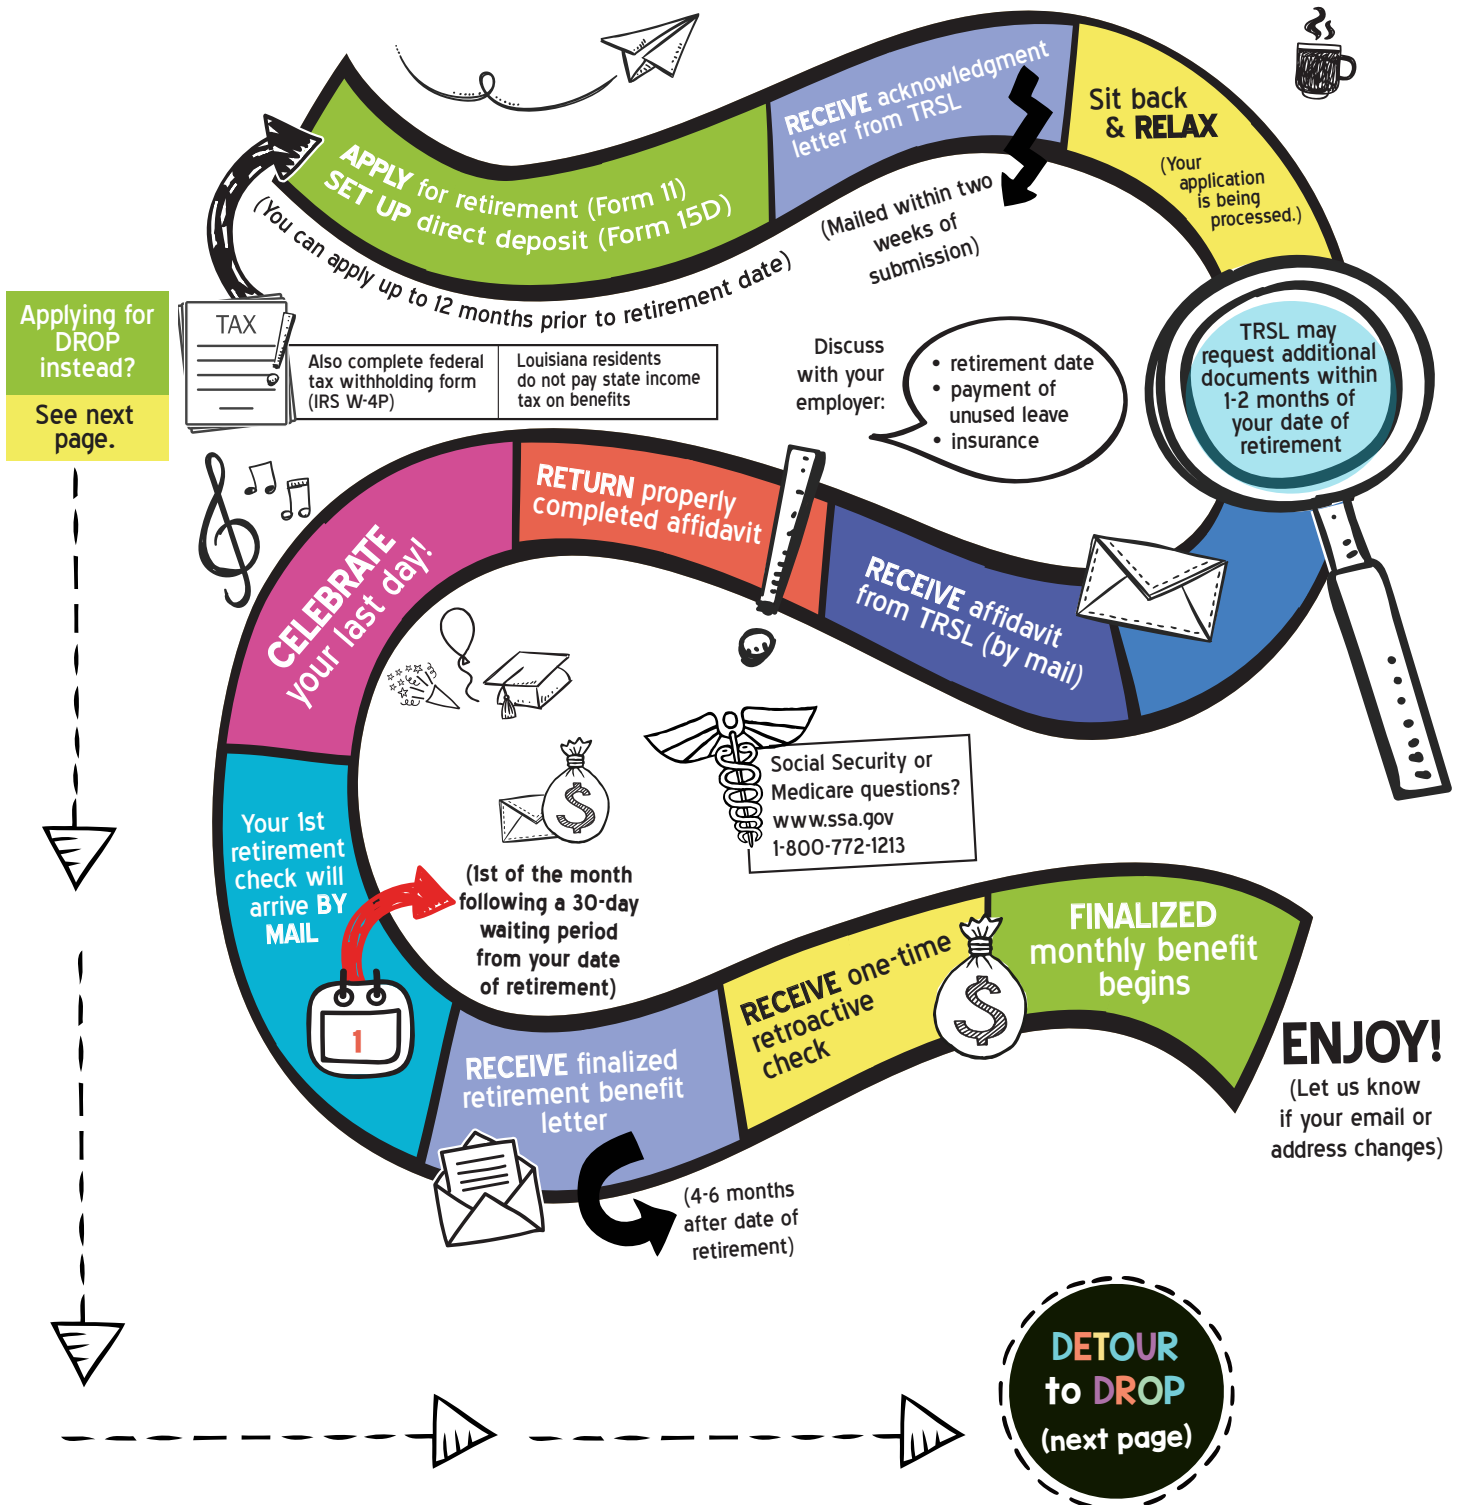 APPLY for retirement (Form 11)
SET UP direct deposit (Form 15D)
(You can apply up to 12 months prior to retirement date)
RECEIVE acknowledgment
letter from TRSL
(Mailed within two
weeks of
submission)
Sit back
& RELAX
(Your
application
is being
processed.)
Applying for
DROP
instead?
See next
page.
TAX
Also complete federal
tax withholding form
(IRS W-4P)
Louisiana residents
do not pay state income
tax on benefits
Discuss
with your
employer:
• retirement date
• payment of
unused leave
• insurance
TRSL may
request additional
documents within
1-2 months of
your date of
retirement
RECEIVE affidavit
from TRSL (by mail)
RETURN properly
completed affidavit
CELEBRATE
your last day!
Social Security or
Medicare questions?
www.ssa.gov
1-800-772-1213
Your 1st
retirement
check will
arrive BY
MAIL
1
$
(1st of the month
following a 30-day
waiting period
from your date
of retirement)
RECEIVE finalized
retirement benefit
letter
(4-6 months
after date of
retirement)
RECEIVE one-time
retroactive
check
$
FINALIZED
monthly benefit
begins
ENJOY!
(Let us know
if your email or
address changes)
DETOUR
to DROP
(next page)